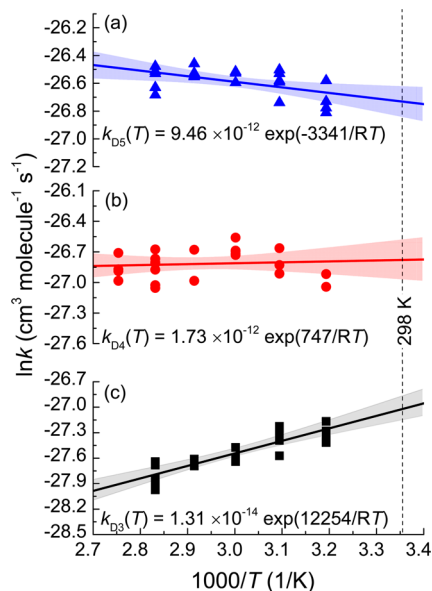 (a)
-26.2
-26.4
-26.6
-26.8
-27.0
-27.2
k_D5(T) = 9.46 ×10^-12 exp(-3341/RT)
(b)
-26.1
-26.4
-26.7
-27.0
-27.3
-27.6
k_D4(T) = 1.73 ×10^-12 exp(747/RT)
298 K
(c)
-26.7
-27.0
-27.3
-27.6
-27.9
-28.2
-28.5
k_D3(T) = 1.31 ×10^-14 exp(12254/RT)
lnk (cm^3 molecule^-1 s^-1)
2.7 2.8 2.9 3.0 3.1 3.2 3.3 3.4
1000/T (1/K)